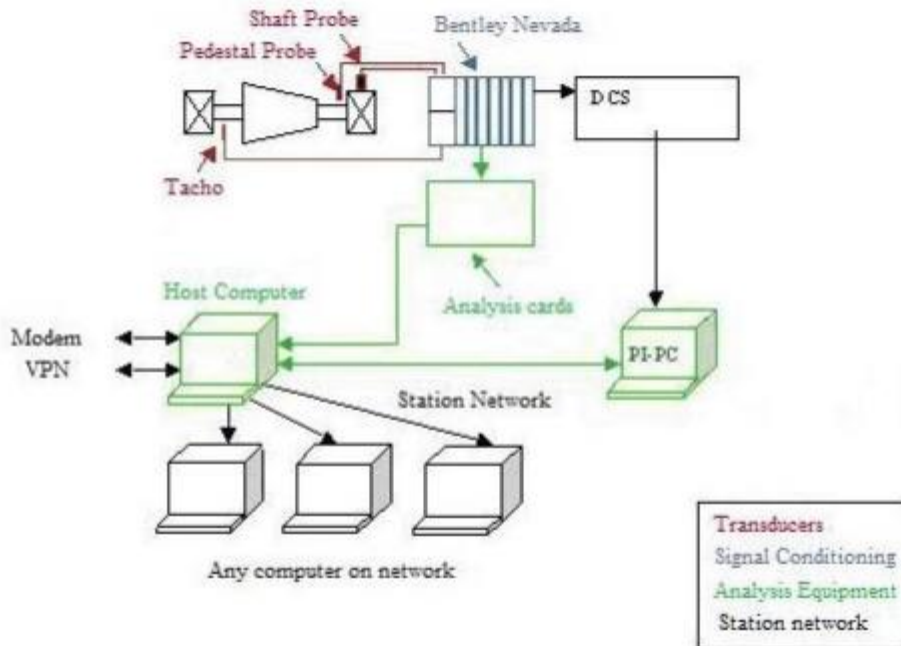 Shaft Probe
Bentley Nevada
Pedestal Probe
DCS
Tacho
Host Computer
Analysis cards
Modem
VPN
PI-PC
Station Network
Any computer on network
Transducers
Signal Conditioning
Analysis Equipment
Station network